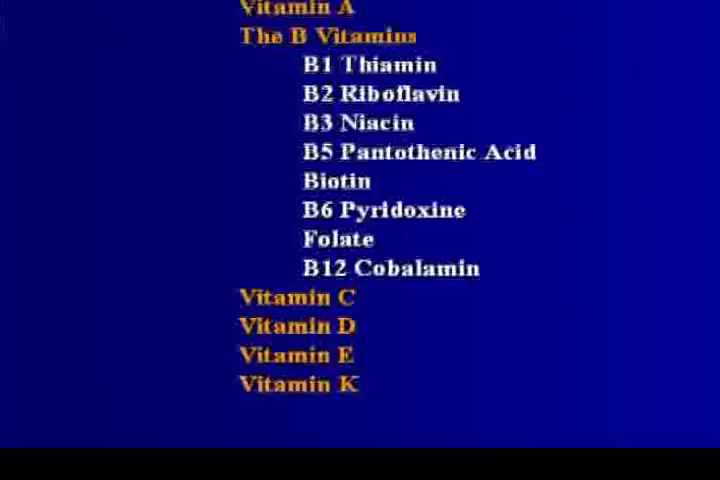 Vitamin A
The B Vitamins
B1 Thiamin
B2 Riboflavin
B3 Niacin
B5 Pantothenic Acid
Biotin
B6 Pyridoxine
Folate
B12 Cobalamin
Vitamin C
Vitamin D
Vitamin E
Vitamin K